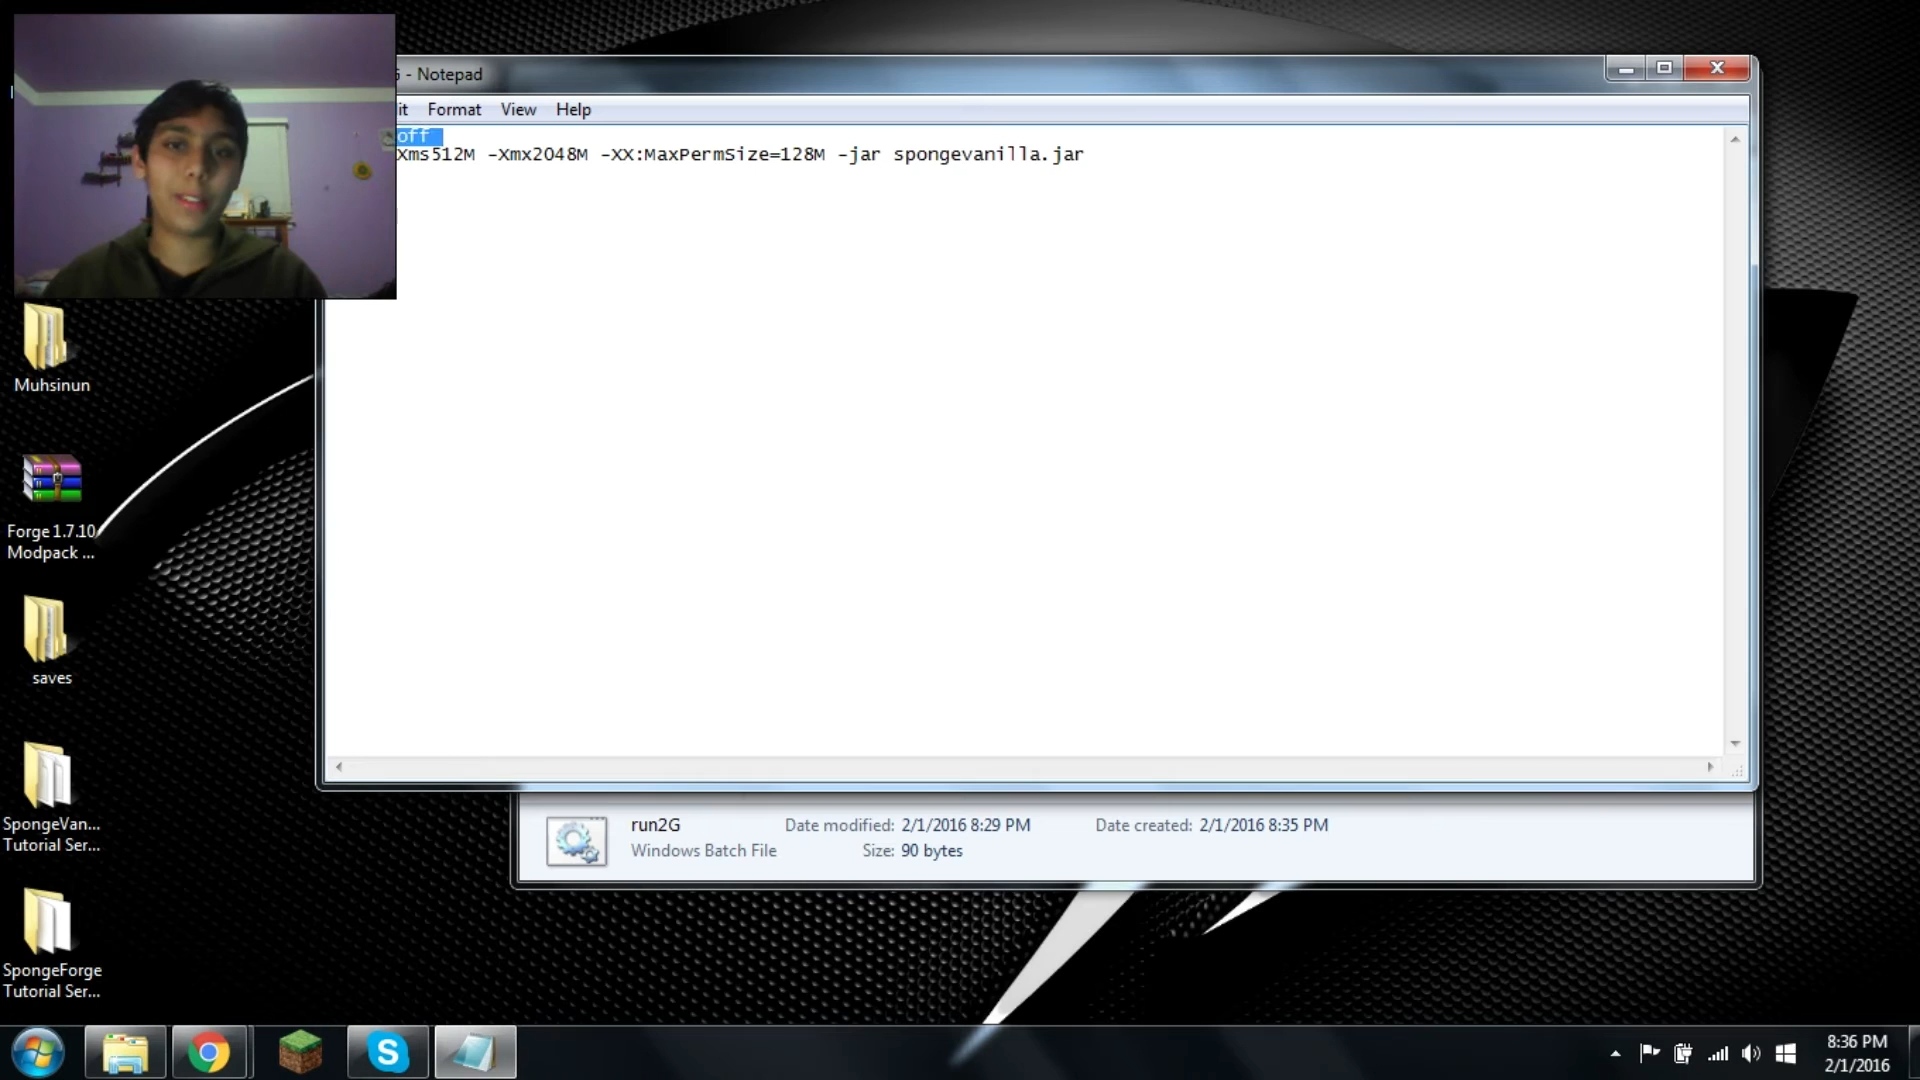 G - Notepad
it Format View Help
off
Xms512M -Xmx2048M -XX:MaxPermSize=128M -jar spongevanilla.jar
Muhsinun
Forge 1.7.10
Modpack ...
saves
SpongeVan...
Tutorial Ser...
SpongeForge
Tutorial Ser...
run2G Date modified: 2/1/2016 8:29 PM Date created: 2/1/2016 8:35 PM
Windows Batch File Size: 90 bytes
8:36 PM
2/1/2016